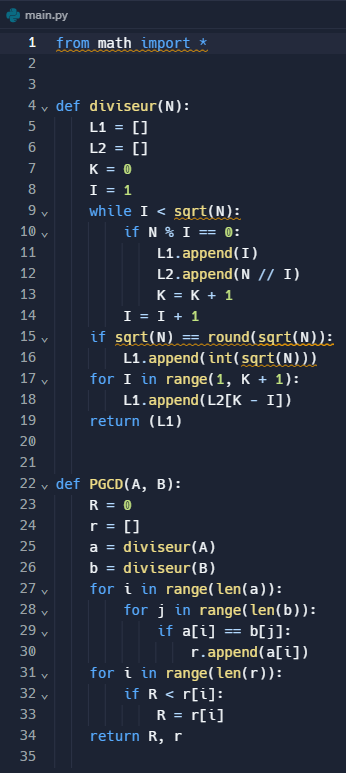 main.py
1 from math import *
2
3
4 def diviseur(N):
5     L1 = []
6     L2 = []
7     K = 0
8     I = 1
9     while I < sqrt(N):
10         if N % I == 0:
11             L1.append(I)
12             L2.append(N // I)
13             K = K + 1
14         I = I + 1
15     if sqrt(N) == round(sqrt(N)):
16         L1.append(int(sqrt(N)))
17     for I in range(1, K + 1):
18         L1.append(L2[K - I])
19     return (L1)
20
21
22 def PGCD(A, B):
23     R = 0
24     r = []
25     a = diviseur(A)
26     b = diviseur(B)
27     for i in range(len(a)):
28         for j in range(len(b)):
29             if a[i] == b[j]:
30                 r.append(a[i])
31     for i in range(len(r)):
32         if R < r[i]:
33             R = r[i]
34     return R, r
35